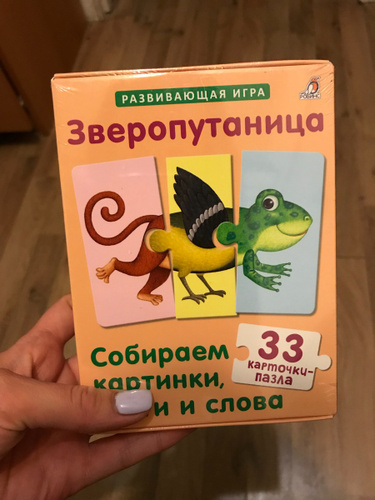 РАЗВИВАЮЩАЯ ИГРА
Зверопутаница
Собираем
картинки,
и и слова
33
КАРТОЧКИ-
ПАЗЛА